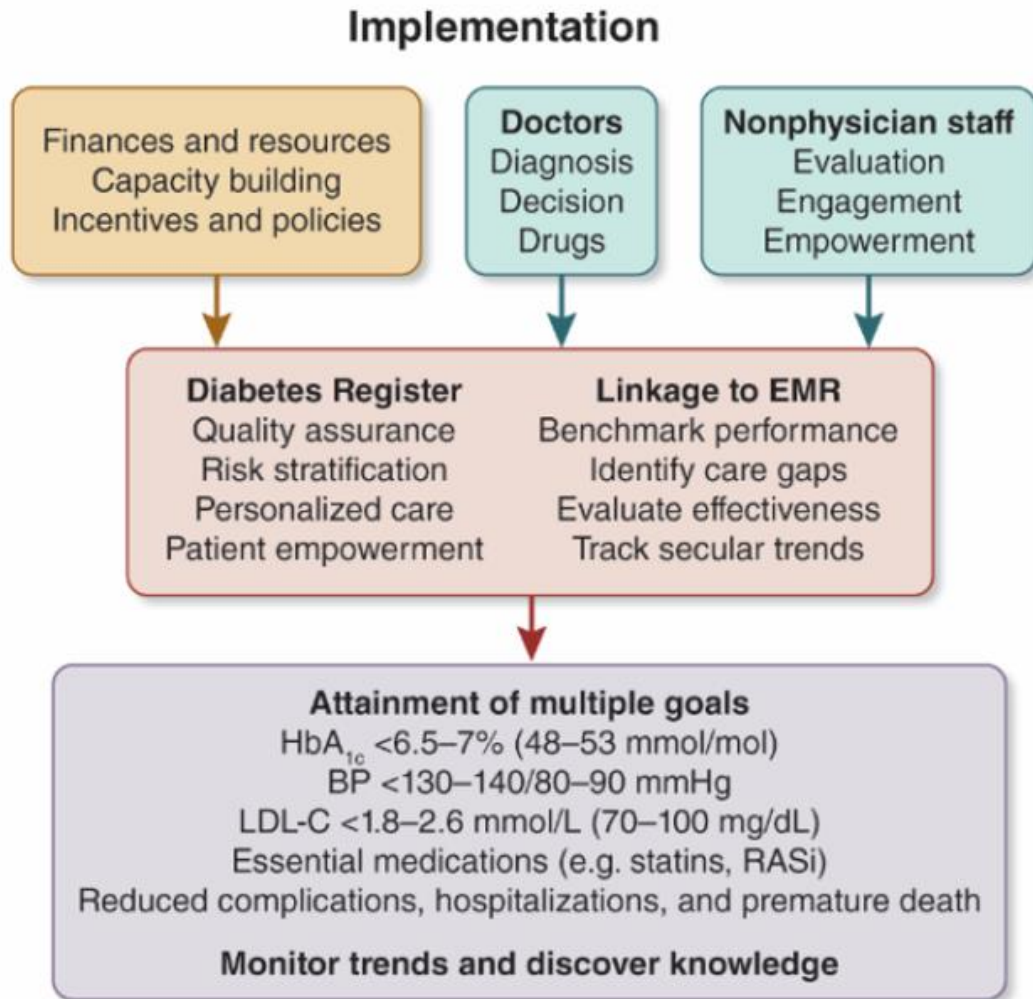 Implementation
Finances and resources
Capacity building
Incentives and policies
Doctors
Diagnosis
Decision
Drugs
Nonphysician staff
Evaluation
Engagement
Empowerment
Diabetes Register
Quality assurance
Risk stratification
Personalized care
Patient empowerment
Linkage to EMR
Benchmark performance
Identify care gaps
Evaluate effectiveness
Track secular trends
Attainment of multiple goals
HbA1c <6.5–7% (48–53 mmol/mol)
BP <130–140/80–90 mmHg
LDL-C <1.8–2.6 mmol/L (70–100 mg/dL)
Essential medications (e.g. statins, RASi)
Reduced complications, hospitalizations, and premature death
Monitor trends and discover knowledge